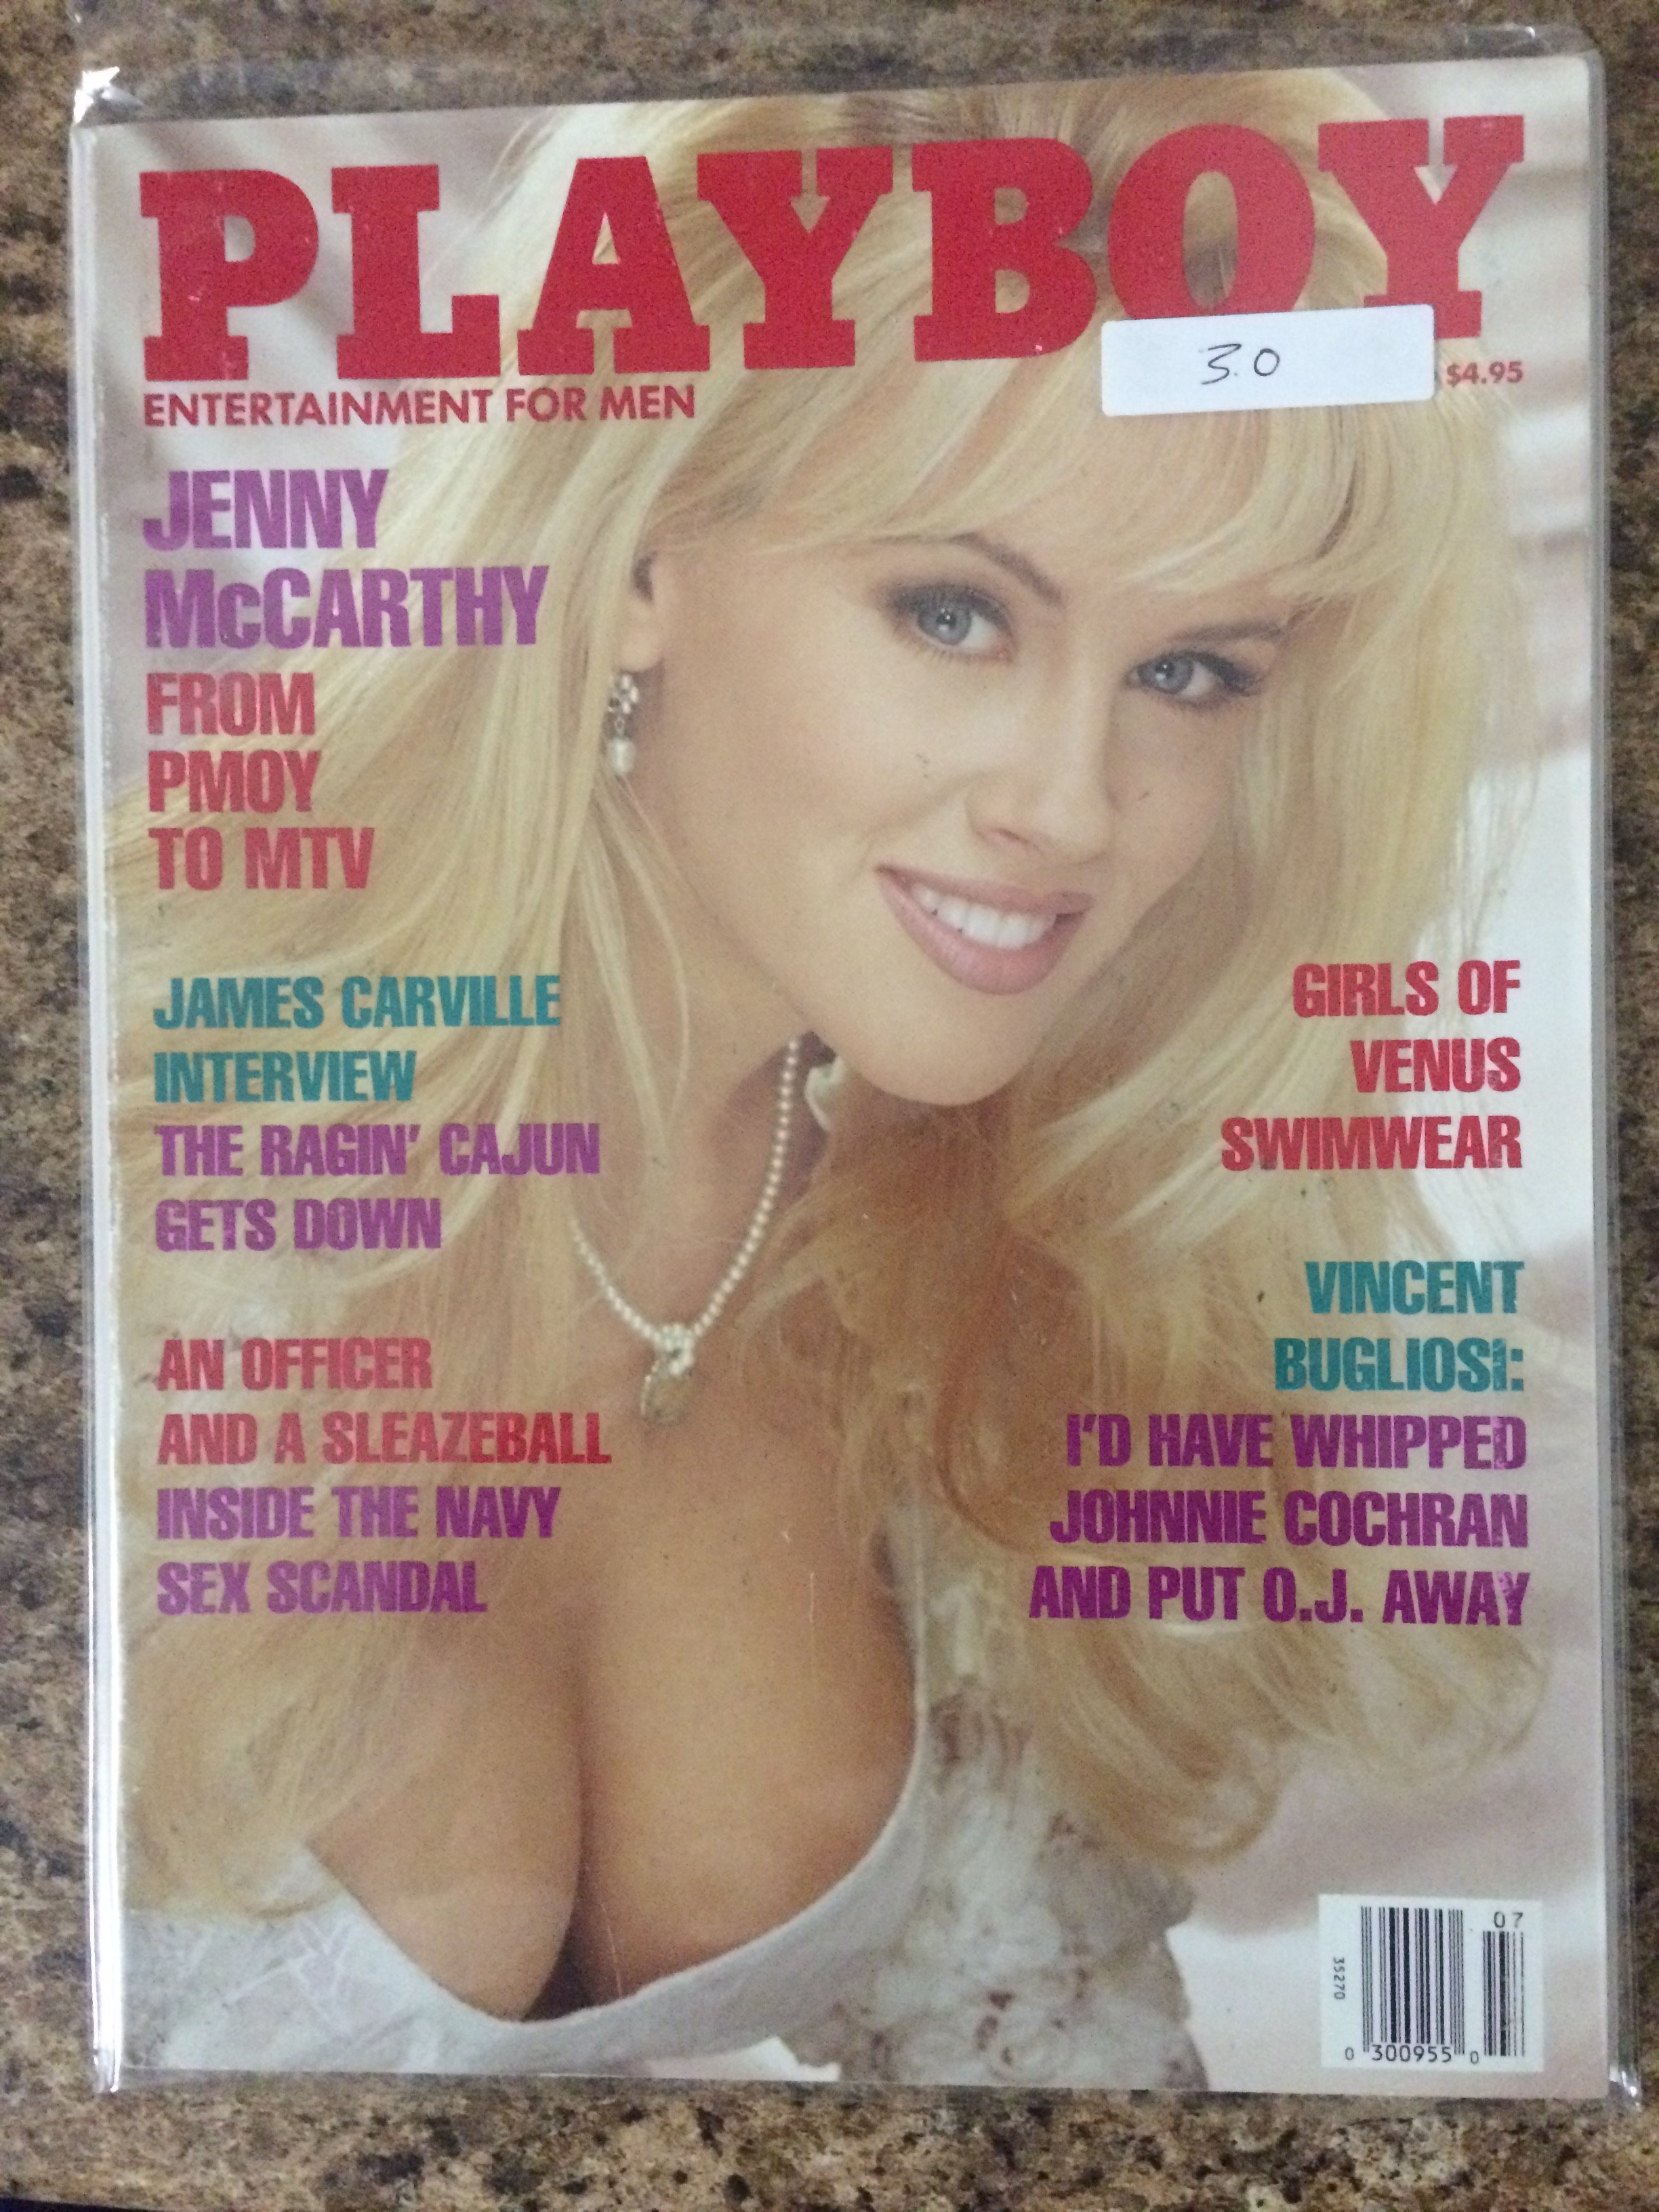 PLAYBOY
3.0
$4.95
ENTERTAINMENT FOR MEN
JENNY
McCARTHY
FROM
PMOY
TO MTV
JAMES CARVILLE
INTERVIEW
THE RAGIN' CAJUN
GETS DOWN
AN OFFICER
AND A SLEAZEBALL
INSIDE THE NAVY
SEX SCANDAL
GIRLS OF
VENUS
SWIMWEAR
VINCENT
BUGLIOSI:
I'D HAVE WHIPPED
JOHNNIE COCHRAN
AND PUT O.J. AWAY
07
35270
0 300955 0